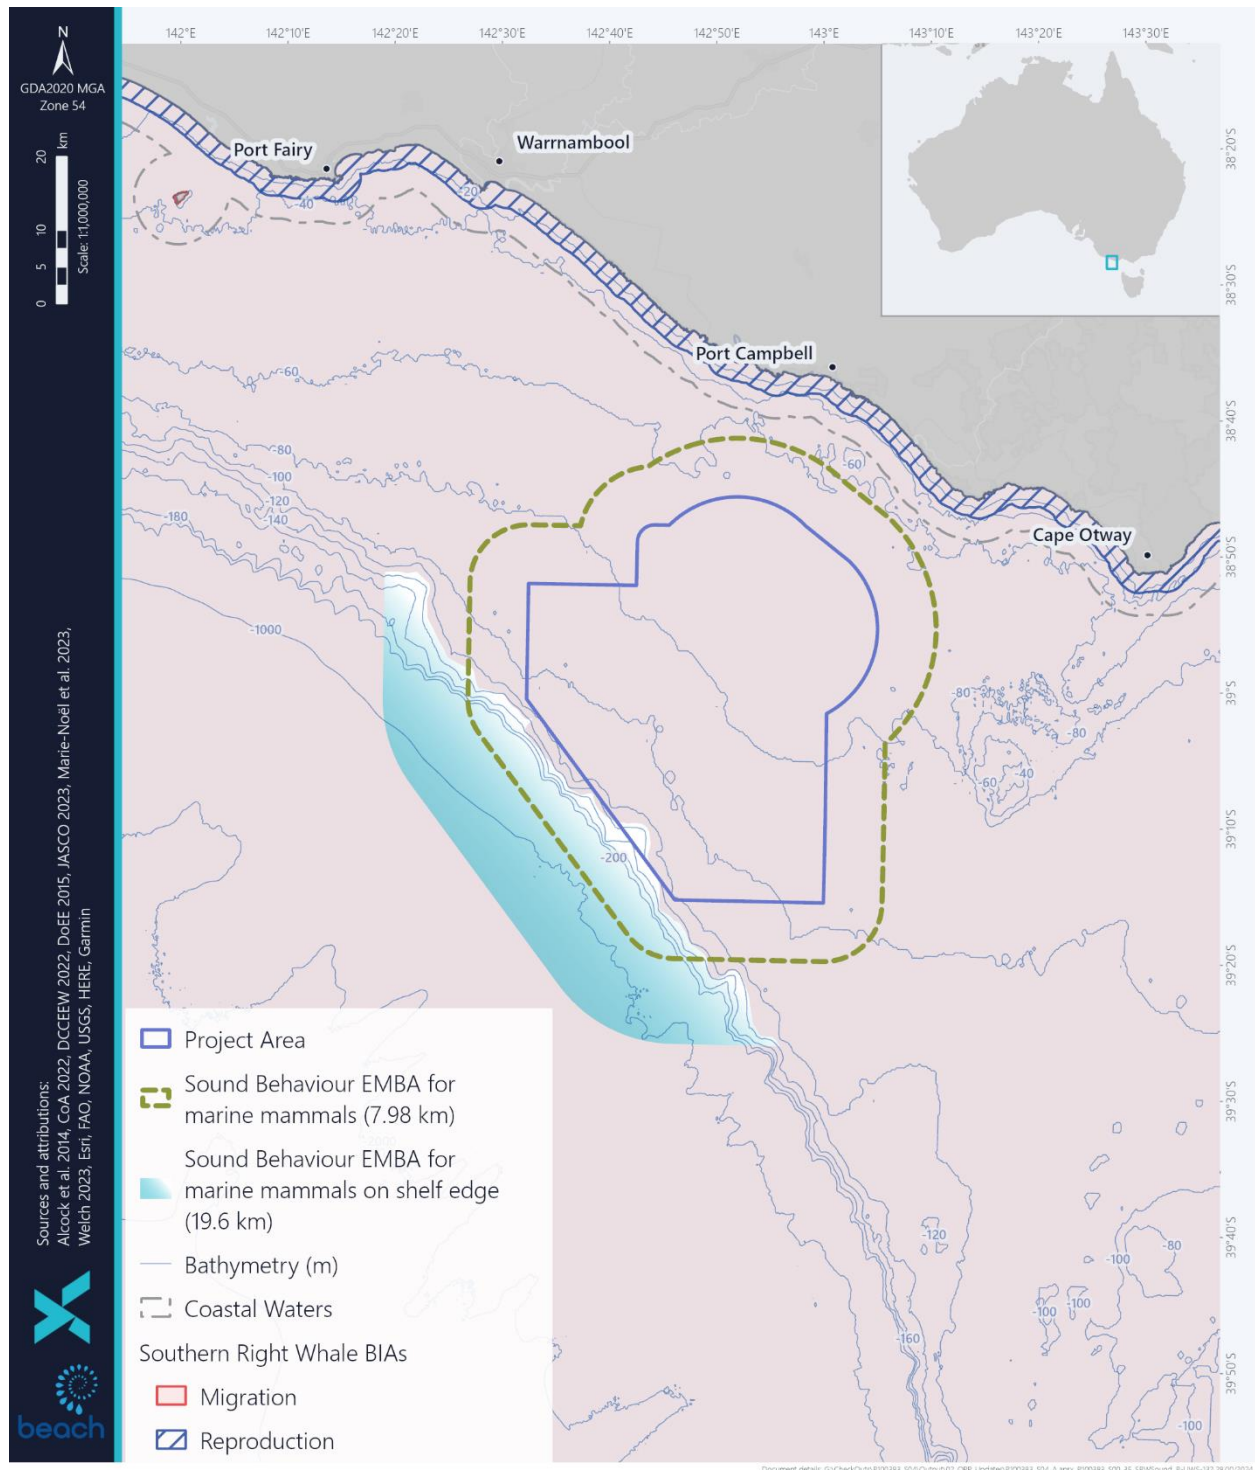 142°E 142°10'E 142°20'E 142°30'E 142°40'E 142°50'E 143°E 143°10'E 143°20'E 143°30'E
N
GDA2020 MGA
Zone 54
0 5 10 20 km
Scale: 1:1,000,000
Port Fairy
Warrnambool
Port Campbell
Cape Otway
38°20'S
38°30'S
38°40'S
38°50'S
39°S
39°10'S
39°20'S
39°30'S
39°40'S
39°50'S
-20
-40
-60
-80
-100
-120
-140
-180
-1000
-60
-80
-80
-60
-40
-200
-120
-100
-80
-100
-100
-160
-100
Sources and attributions:
Alcock et al. 2014, CoA 2022, DCCEEW 2022, DoEE 2015, JASCO 2023, Marie-Noël et al. 2023,
Welch 2023, Esri, FAO, NOAA, USGS, HERE, Garmin
Project Area
Sound Behaviour EMBA for
marine mammals (7.98 km)
Sound Behaviour EMBA for
marine mammals on shelf edge
(19.6 km)
Bathymetry (m)
Coastal Waters
Southern Right Whale BIAs
Migration
Reproduction
beach